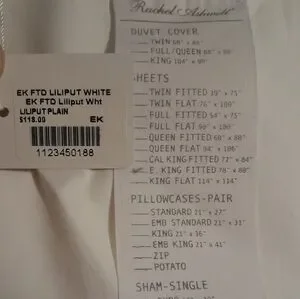 EK FTD LILIPUT WHITE
EK FTD Liliput Wht
LILIPUT PLAIN
$118.00 EK
1123450188
Rachel Ashwell
DUVET COVER
TWIN 68" x 86"
FULL/QUEEN 88" x 88"
KING 104" x 88"
SHEETS
TWIN FITTED 39" x 75"
TWIN FLAT 76" x 100"
FULL FITTED 54" x 75"
FULL FLAT 90" x 100"
QUEEN FITTED 60" x 80"
QUEEN FLAT 94" x 106"
CAL KING FITTED 72" x 84"
E. KING FITTED 78" x 80"
KING FLAT 114" x 114"
PILLOWCASES-PAIR
STANDARD 21" x 27"
EMB STANDARD 21" x 31"
KING 21" x 36"
EMB KING 21" x 41"
ZIP
POTATO
SHAM-SINGLE